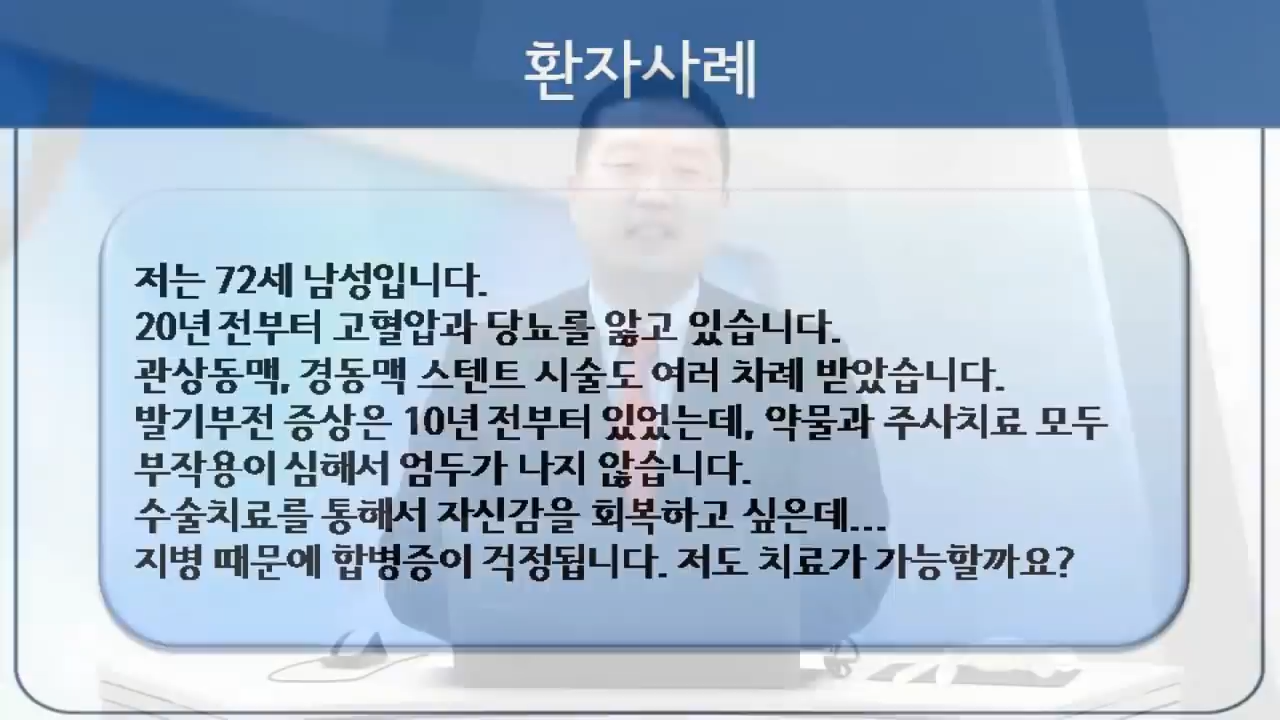 환자사례
저는 72세 남성입니다.
20년 전부터 고혈압과 당뇨를 앓고 있습니다.
관상동맥, 경동맥 스텐트 시술도 여러 차례 받았습니다.
발기부전 증상은 10년 전부터 있었는데, 약물과 주사치료 모두
부작용이 심해서 엄두가 나지 않습니다.
수술치료를 통해서 자신감을 회복하고 싶은데...
지병 때문에 합병증이 걱정됩니다. 저도 치료가 가능할까요?